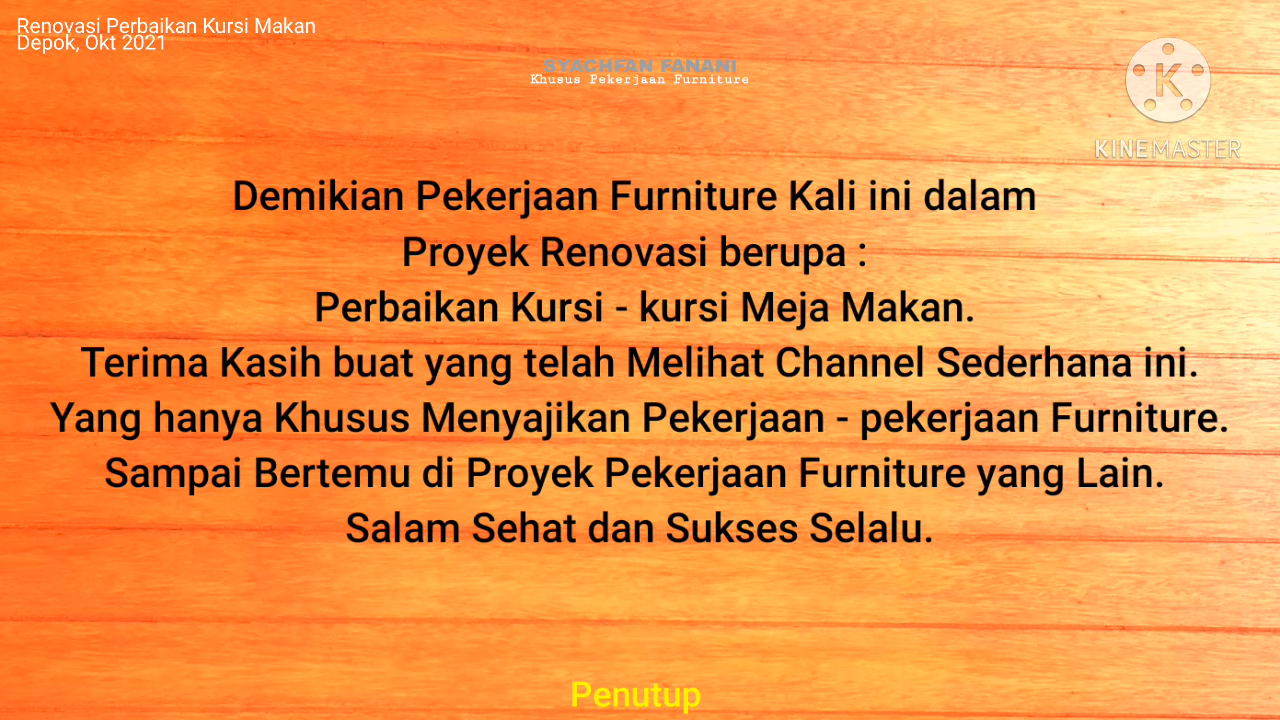 Renovasi Perbaikan Kursi Makan
Depok, Okt 2021
SYACHFAN FANANI
Khusus Pekerjaan Furniture
K
KINEMASTER
Demikian Pekerjaan Furniture Kali ini dalam
Proyek Renovasi berupa :
Perbaikan Kursi - kursi Meja Makan.
Terima Kasih buat yang telah Melihat Channel Sederhana ini.
Yang hanya Khusus Menyajikan Pekerjaan - pekerjaan Furniture.
Sampai Bertemu di Proyek Pekerjaan Furniture yang Lain.
Salam Sehat dan Sukses Selalu.
Penutup